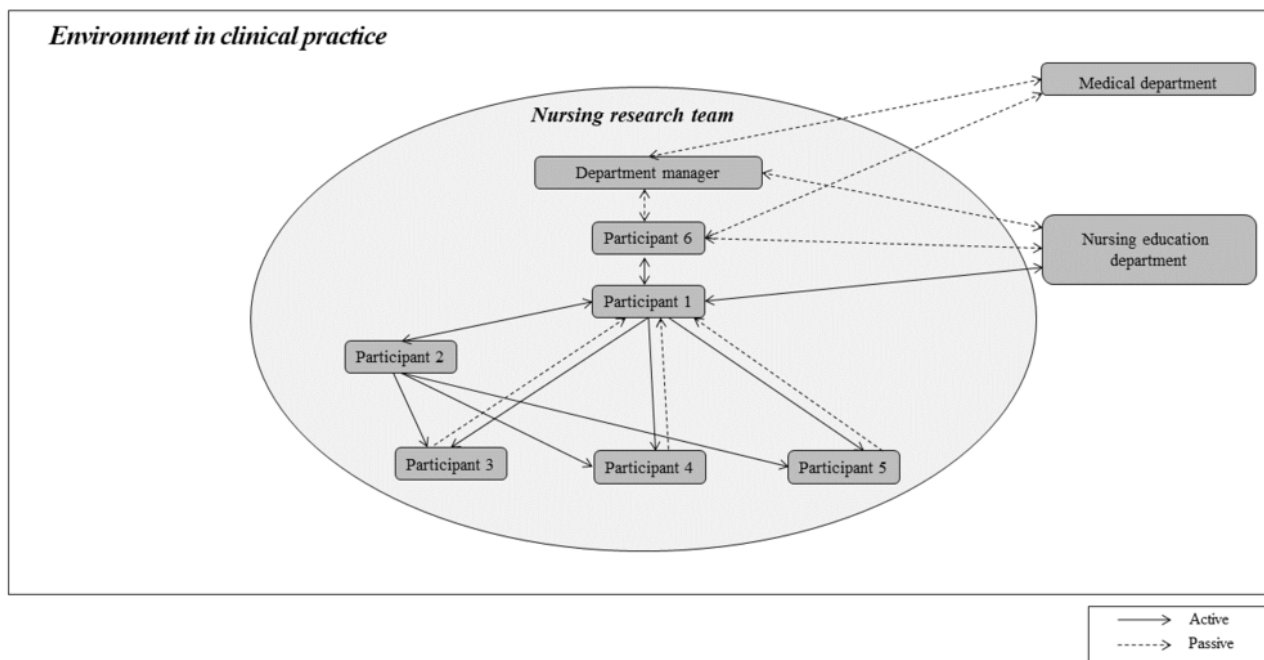 Environment in clinical practice
Medical department
Nursing research team
Department manager
Participant 6
Nursing education
department
Participant 1
Participant 2
Participant 3
Participant 4
Participant 5
Active
Passive